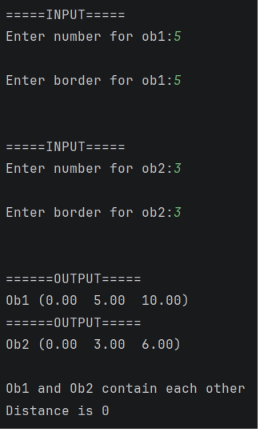 =====INPUT=====
Enter number for ob1:5
Enter border for ob1:5
=====INPUT=====
Enter number for ob2:3
Enter border for ob2:3
======OUTPUT=====
Ob1 (0.00  5.00  10.00)
======OUTPUT=====
Ob2 (0.00  3.00  6.00)
Ob1 and Ob2 contain each other
Distance is 0